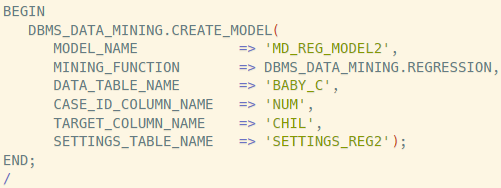 BEGIN
   DBMS_DATA_MINING.CREATE_MODEL(
      MODEL_NAME            => 'MD_REG_MODEL2',
      MINING_FUNCTION       => DBMS_DATA_MINING.REGRESSION,
      DATA_TABLE_NAME       => 'BABY_C',
      CASE_ID_COLUMN_NAME   => 'NUM',
      TARGET_COLUMN_NAME    => 'CHIL',
      SETTINGS_TABLE_NAME   => 'SETTINGS_REG2');
END;
/